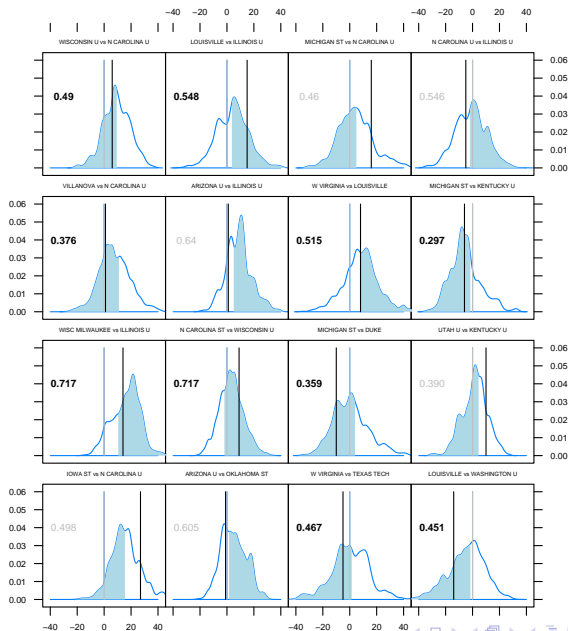 −40 −20 0 20 40 −40 −20 0 20 40
WISCONSIN U vs N CAROLINA U LOUISVILLE vs ILLINOIS U MICHIGAN ST vs N CAROLINA U N CAROLINA U vs ILLINOIS U
0.49 0.548 0.46 0.546
0.06
0.05
0.04
0.03
0.02
0.01
0.00
VILLANOVA vs N CAROLINA U ARIZONA U vs ILLINOIS U W VIRGINIA vs LOUISVILLE MICHIGAN ST vs KENTUCKY U
0.06
0.05
0.04
0.03
0.02
0.01
0.00
0.376 0.64 0.515 0.297
WISC MILWAUKEE vs ILLINOIS U N CAROLINA ST vs WISCONSIN U MICHIGAN ST vs DUKE UTAH U vs KENTUCKY U
0.717 0.717 0.359 0.390
0.06
0.05
0.04
0.03
0.02
0.01
0.00
IOWA ST vs N CAROLINA U ARIZONA U vs OKLAHOMA ST W VIRGINIA vs TEXAS TECH LOUISVILLE vs WASHINGTON U
0.06
0.05
0.04
0.03
0.02
0.01
0.00
0.498 0.605 0.467 0.451
−40 −20 0 20 40 −40 −20 0 20 40